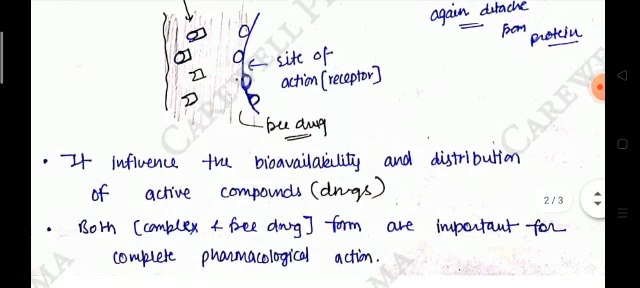 again detache
from
protein
site of
action [receptor]
free drug
• It influence the bioavailability and distribution
of active compounds (drugs)
2/3
• Both [complex + free drug] form are important for
complete pharmacological action.